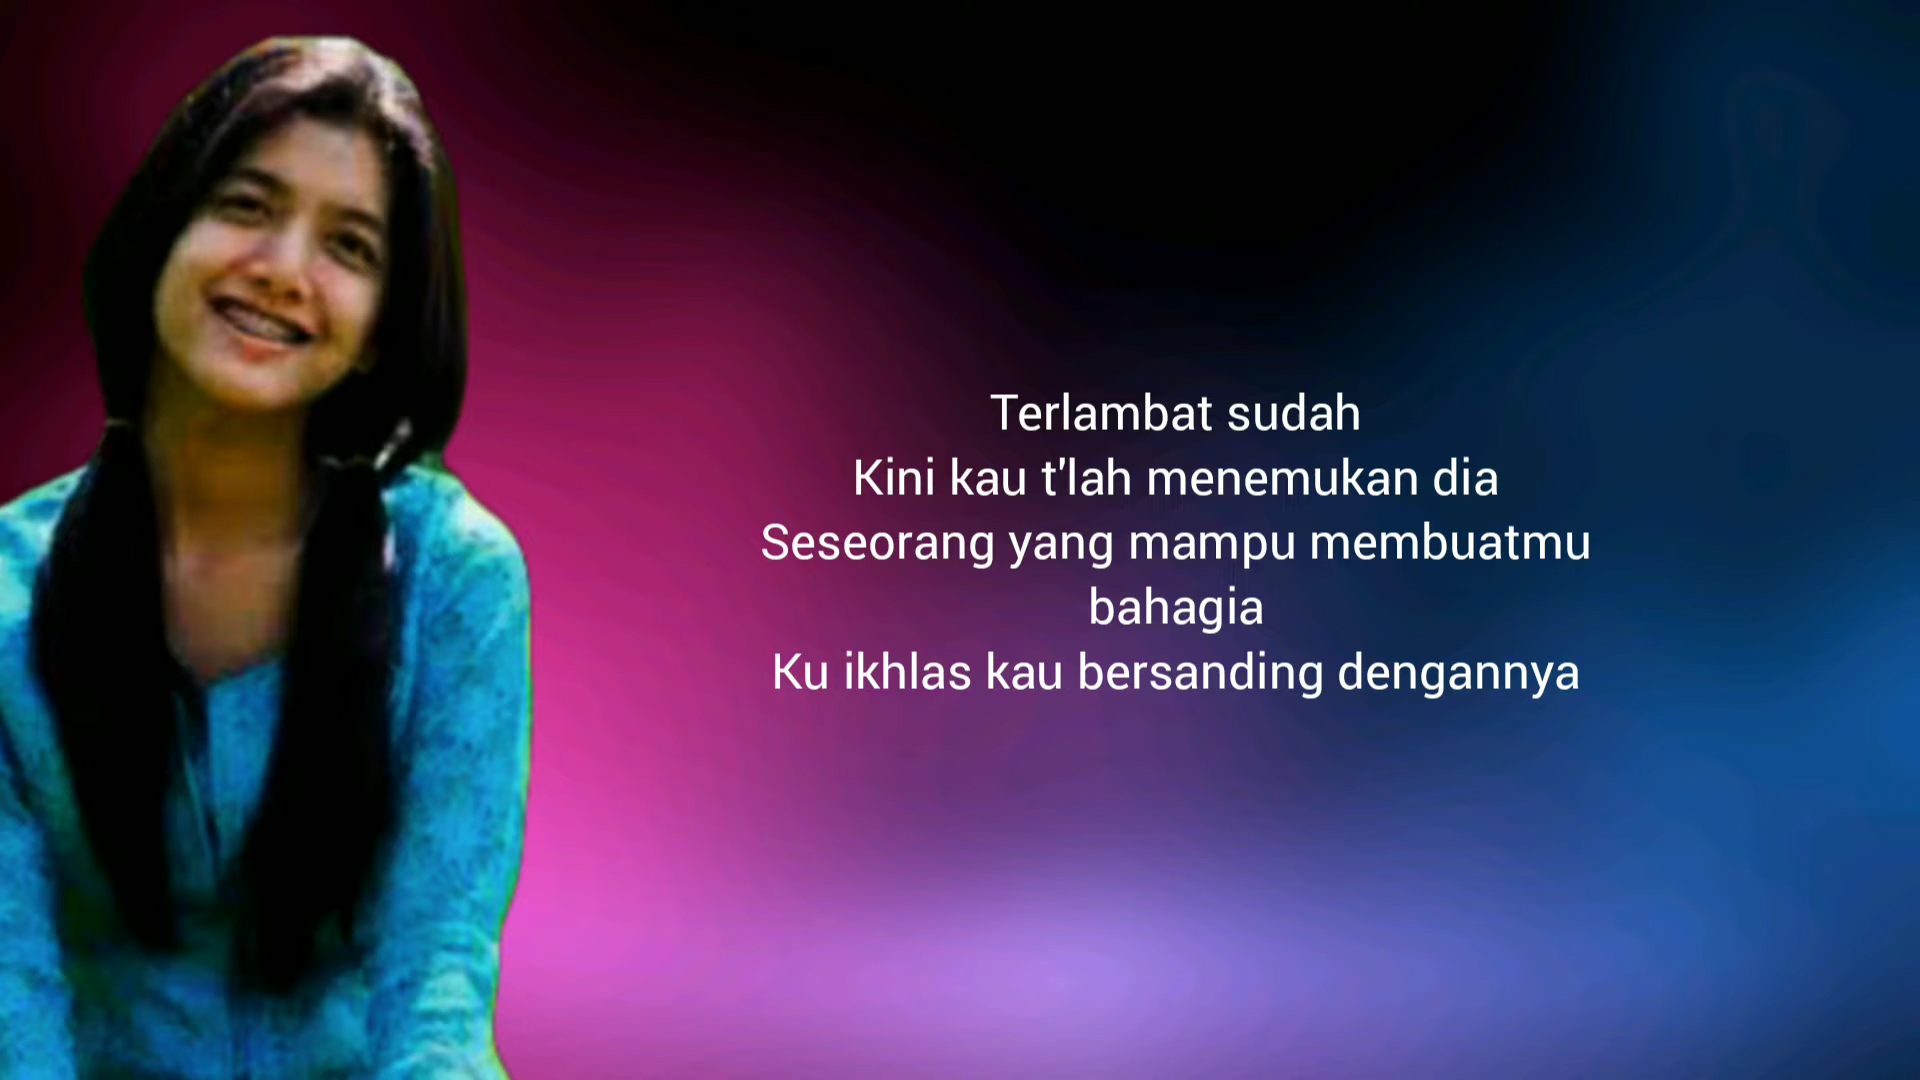 Terlambat sudah
Kini kau t'lah menemukan dia
Seseorang yang mampu membuatmu
bahagia
Ku ikhlas kau bersanding dengannya